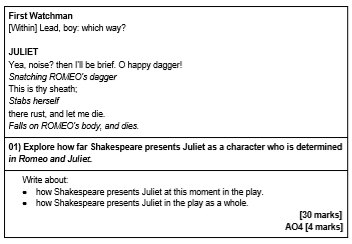 First Watchman
[Within] Lead, boy: which way?
JULIET
Yea, noise? then I'll be brief. O happy dagger!
Snatching ROMEO's dagger
This is thy sheath;
Stabs herself
there rust, and let me die.
Falls on ROMEO's body, and dies.
01) Explore how far Shakespeare presents Juliet as a character who is determined
in Romeo and Juliet.
Write about:
• how Shakespeare presents Juliet at this moment in the play.
• how Shakespeare presents Juliet in the play as a whole.
[30 marks]
AO4 [4 marks]